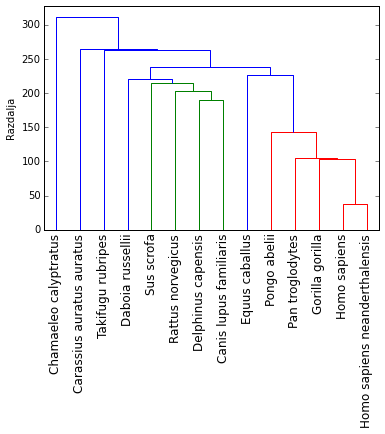 300
250
200
150
100
50
0
Razdalja
Chamaeleo calyptratus
Carassius auratus auratus
Takifugu rubripes
Daboia russellii
Sus scrofa
Rattus norvegicus
Delphinus capensis
Canis lupus familiaris
Equus caballus
Pongo abelii
Pan troglodytes
Gorilla gorilla
Homo sapiens
Homo sapiens neanderthalensis